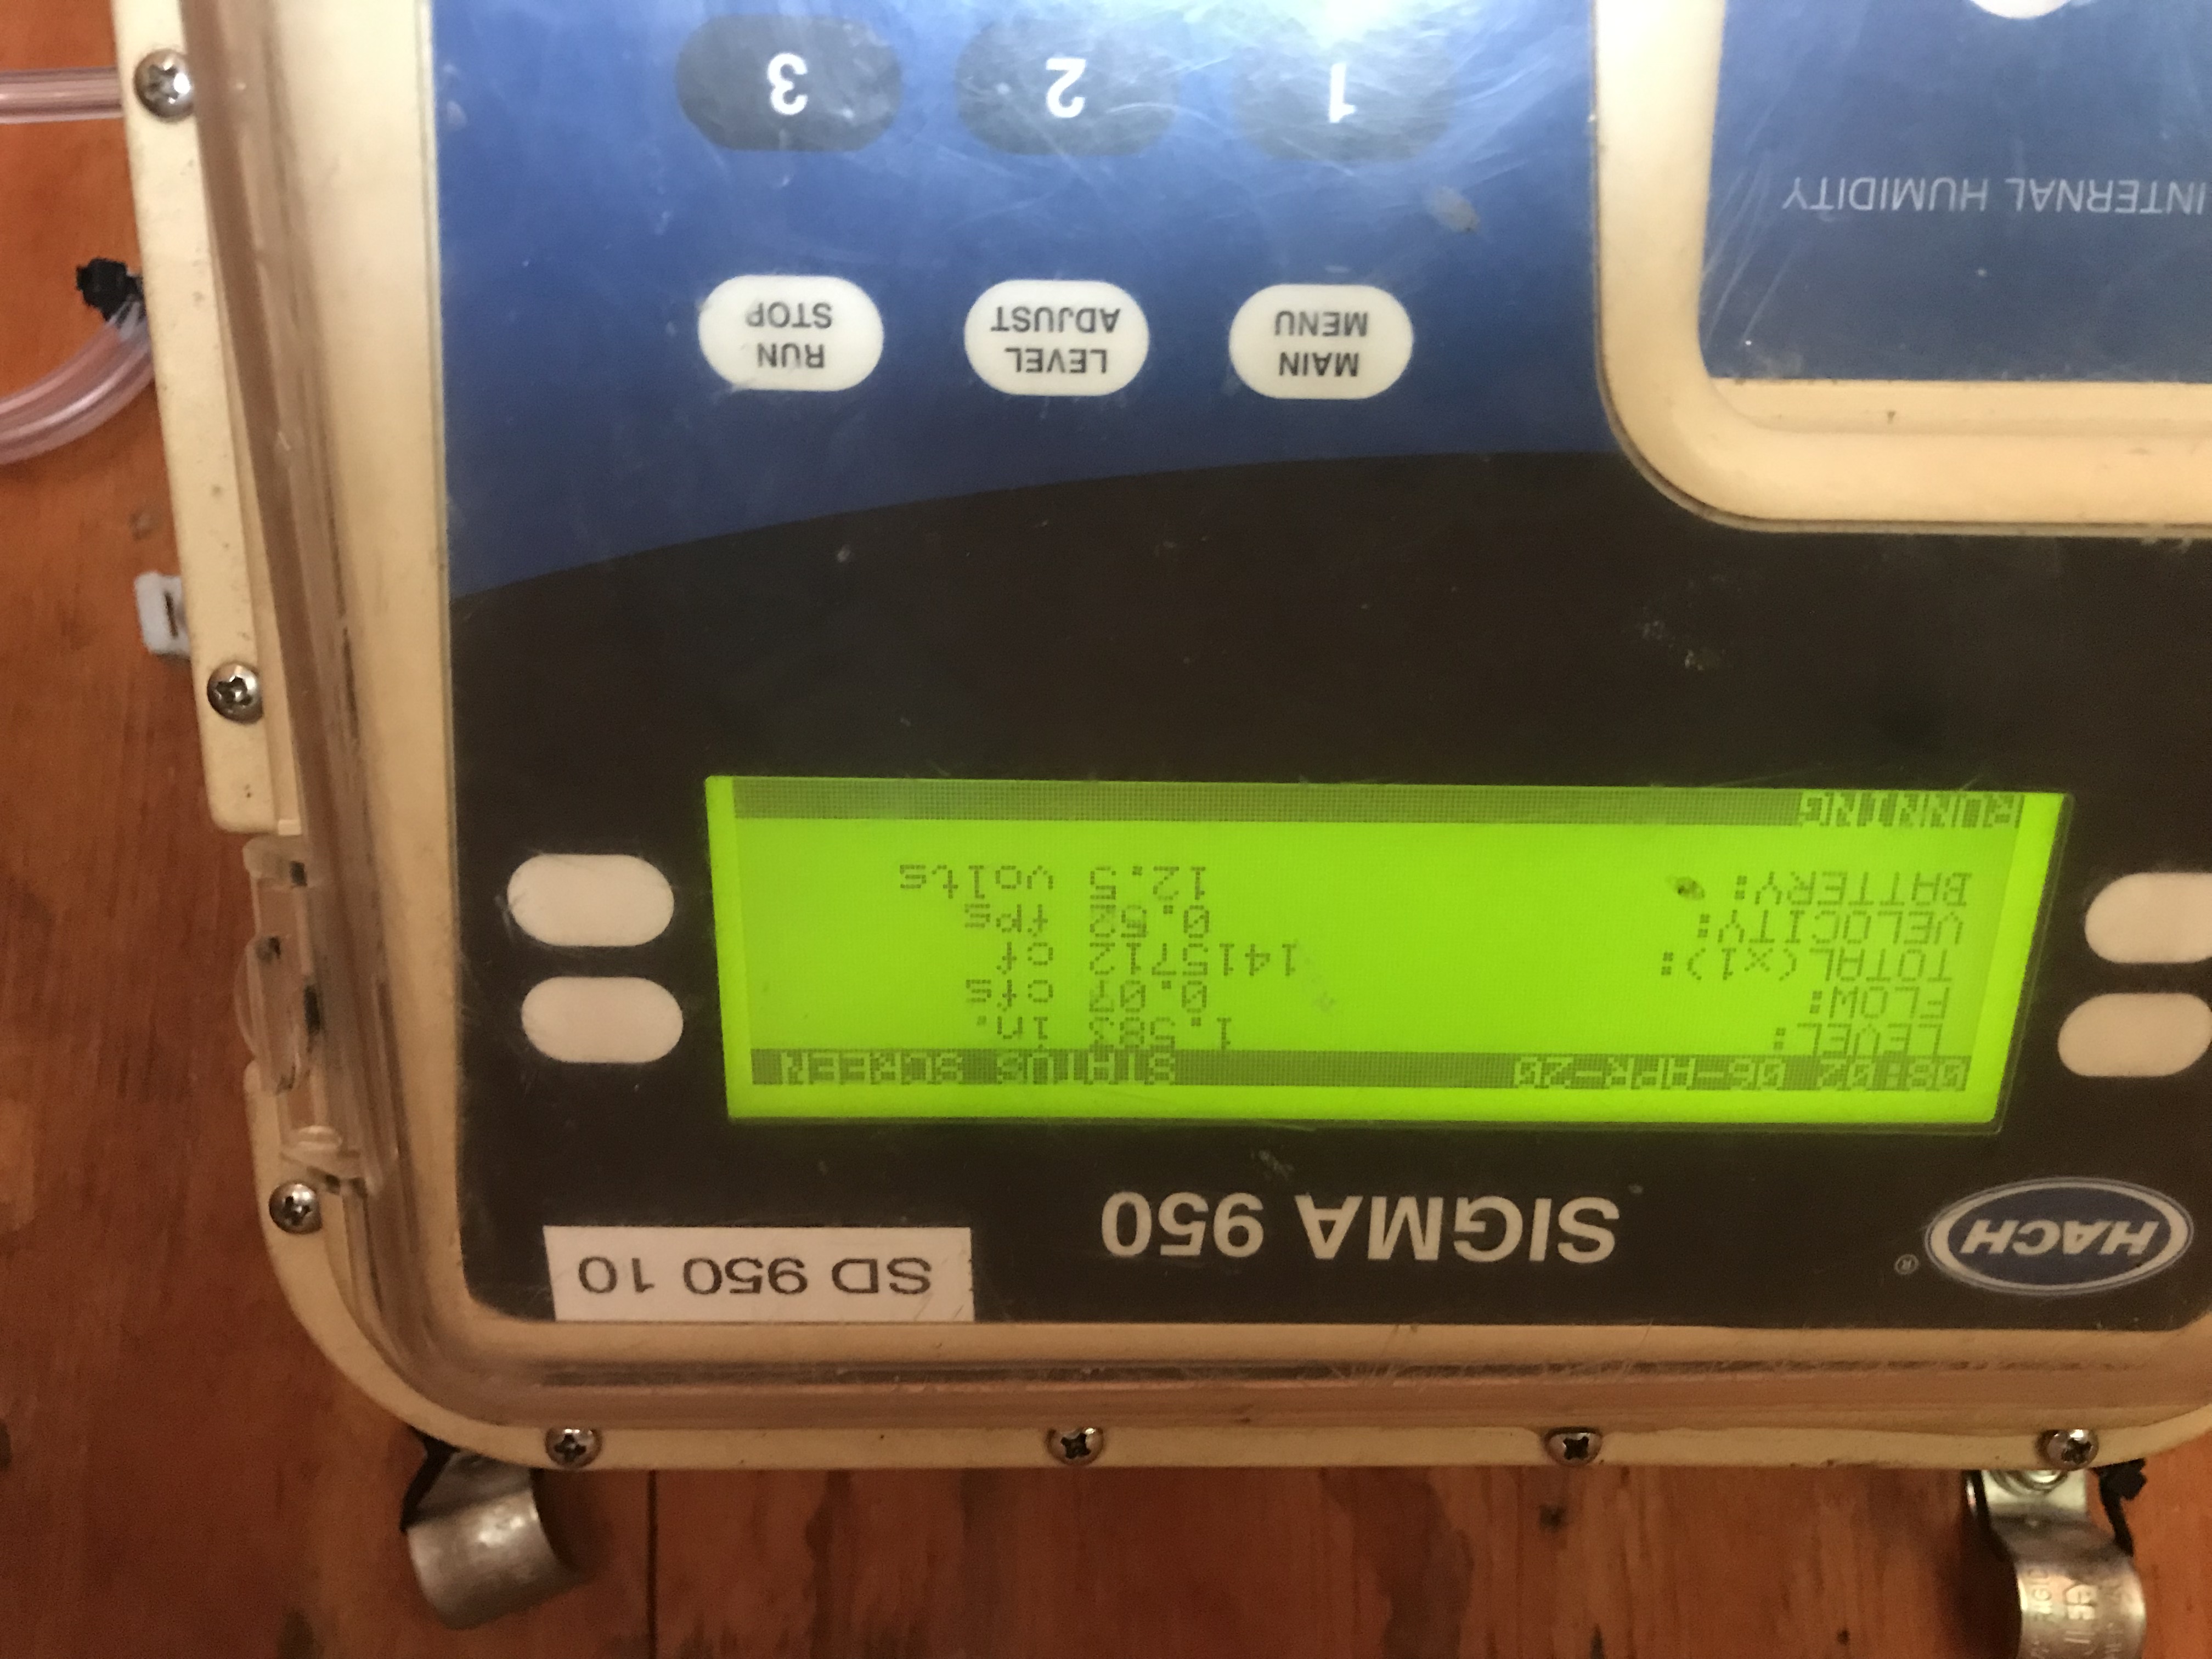 HACH ®
SIGMA 950
SD 950 10
08:02 06-APR-20 STATUS SCREEN
LEVEL: 1.583 in.
FLOW: 0.07 cfs
TOTAL(x1): 1415712 cf
VELOCITY: 0.52 fps
BATTERY: 12.5 volts
RUNNING
MAIN MENU
LEVEL ADJUST
RUN STOP
INTERNAL HUMIDITY
1 2 3